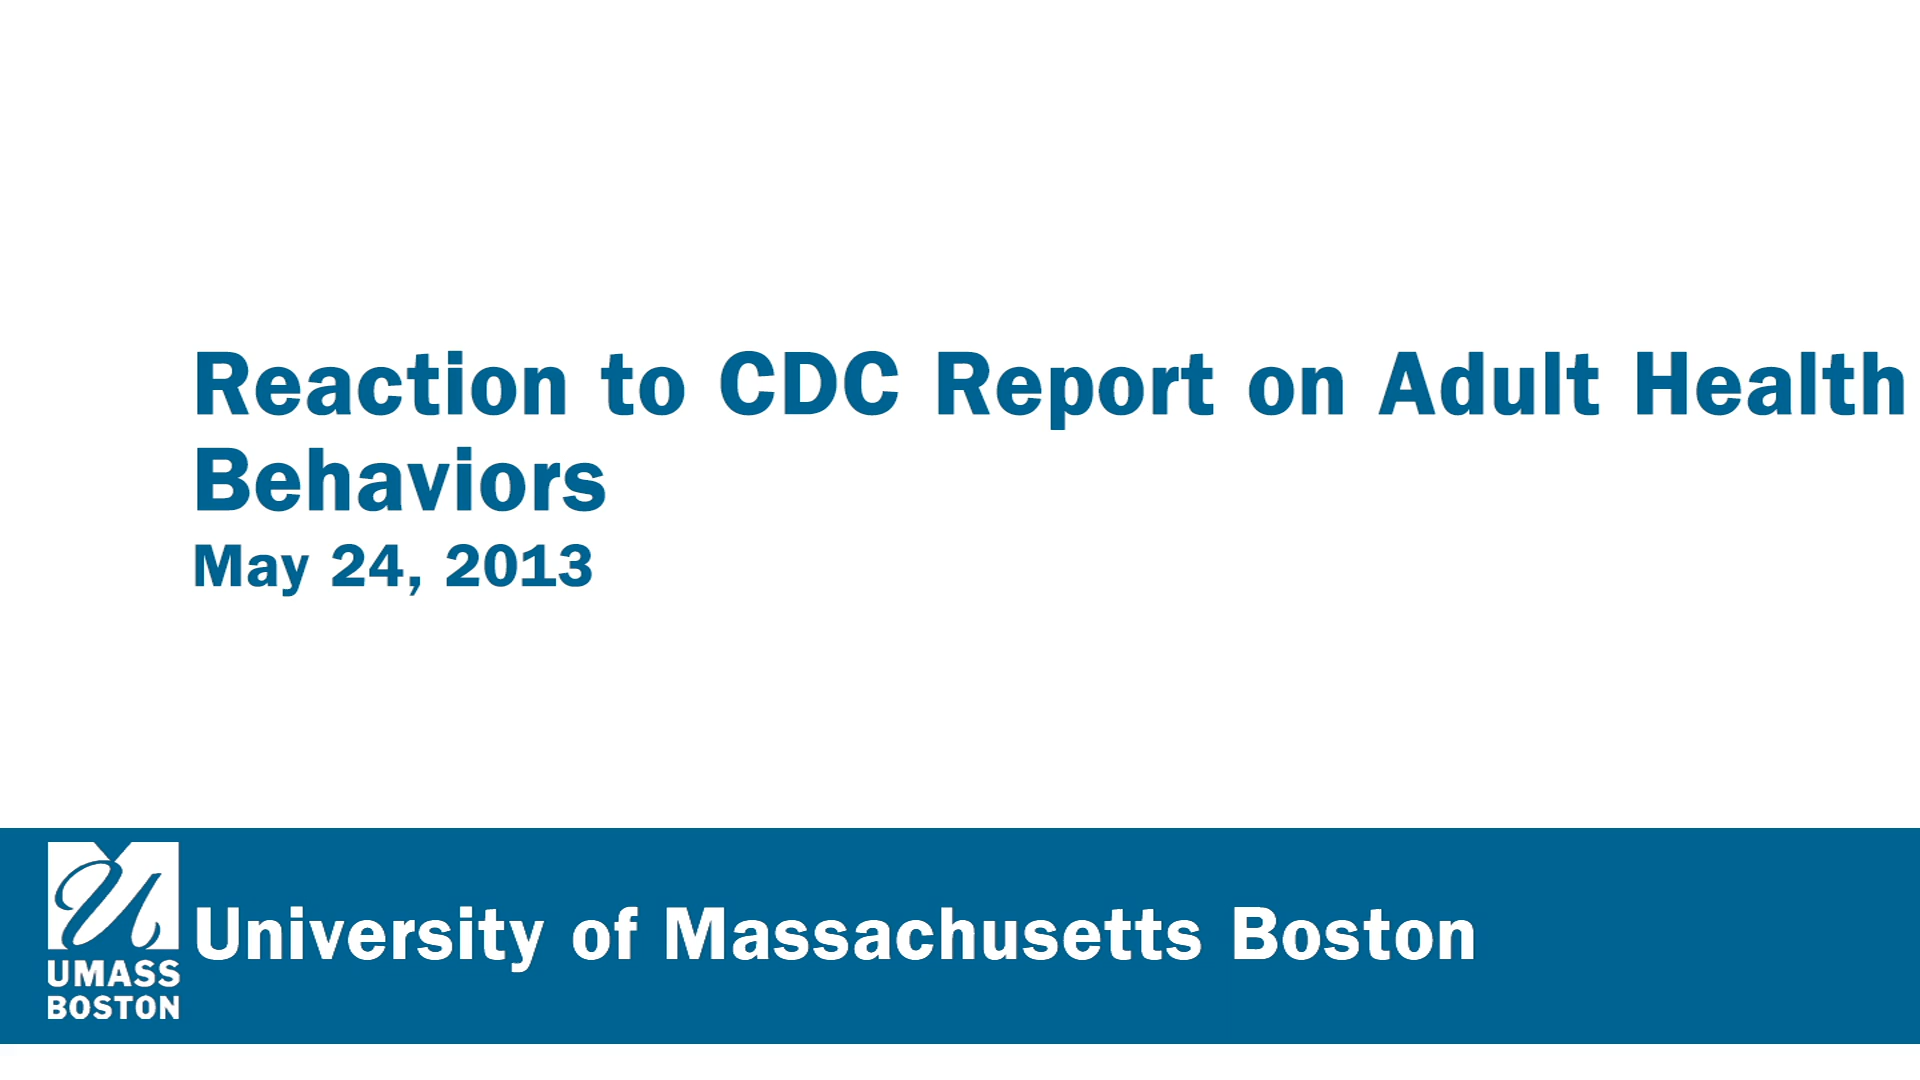 Reaction to CDC Report on Adult Health
Behaviors
May 24, 2013
University of Massachusetts Boston
UMASS
BOSTON